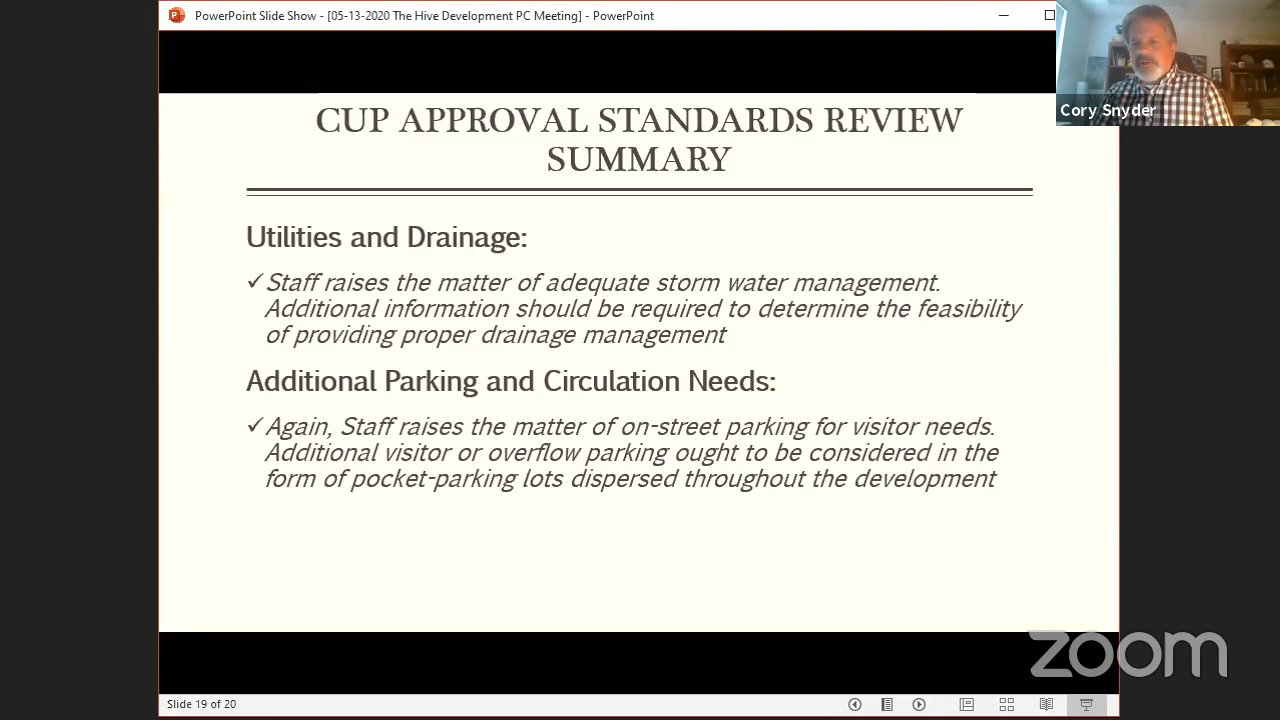 PowerPoint Slide Show - [05-13-2020 The Hive Development PC Meeting] - PowerPoint
Cory Snyder
CUP APPROVAL STANDARDS REVIEW
SUMMARY
Utilities and Drainage:
✓Staff raises the matter of adequate storm water management.
Additional information should be required to determine the feasibility
of providing proper drainage management
Additional Parking and Circulation Needs:
✓Again, Staff raises the matter of on-street parking for visitor needs.
Additional visitor or overflow parking ought to be considered in the
form of pocket-parking lots dispersed throughout the development
zoom
Slide 19 of 20